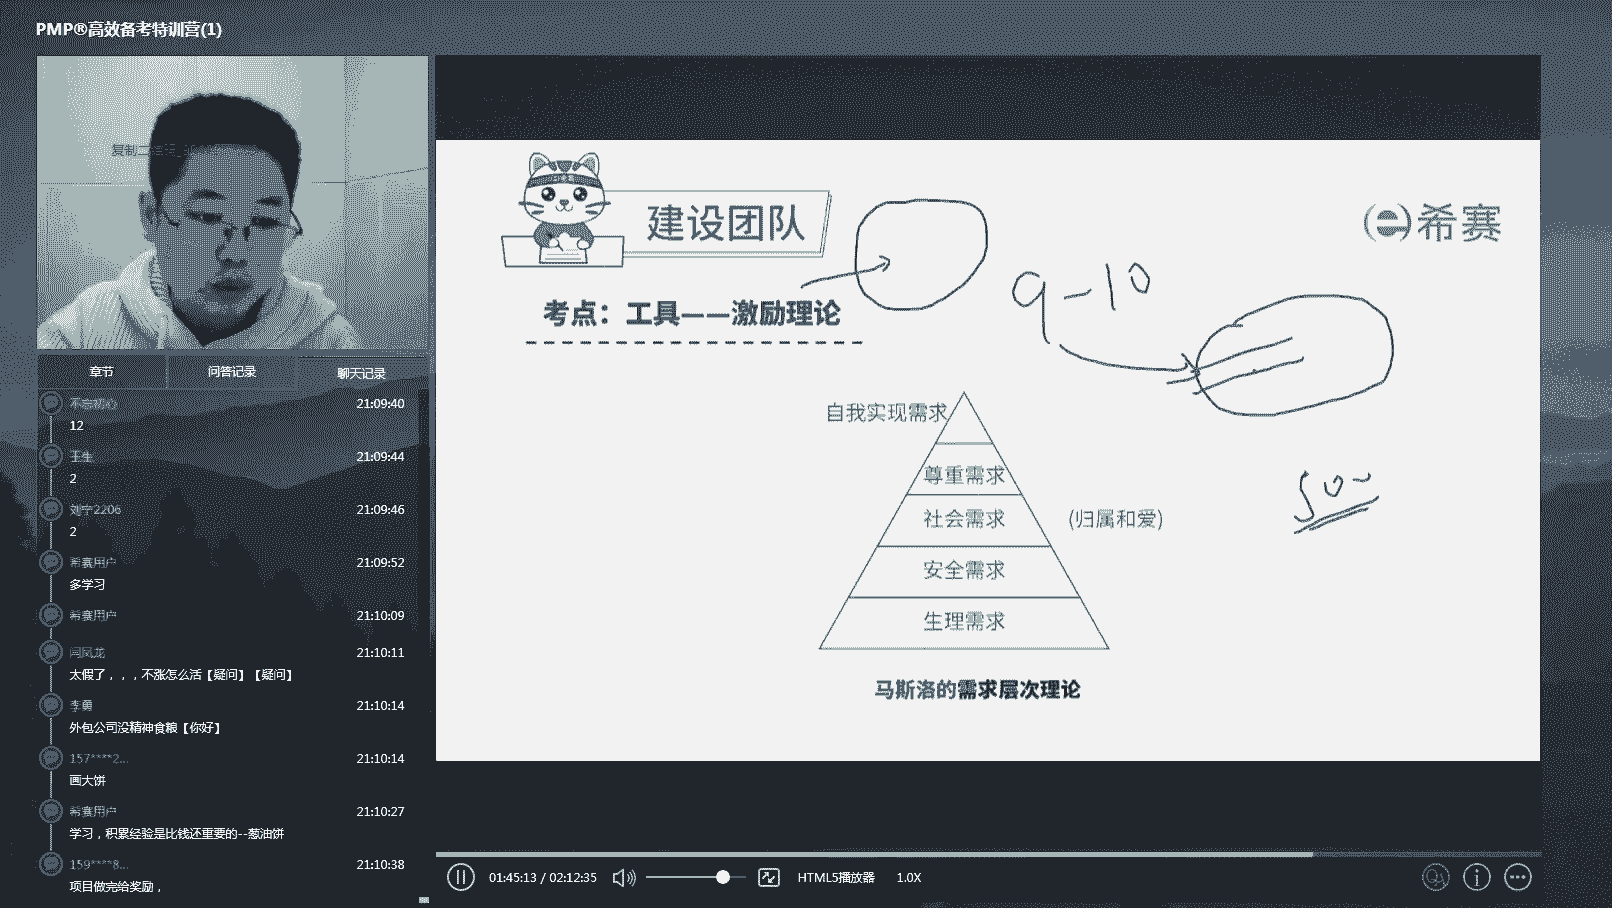 PMP®高效备考特训营(1)
章节
问答记录
聊天记录
不忘初心
21:09:40
12
王生
21:09:44
2
刘宇2206
21:09:46
2
希赛用户
21:09:52
多学习
希赛用户
21:10:09
闫凤龙
21:10:11
太假了，，，不涨怎么活【疑问】【疑问】
李勇
21:10:14
外包公司没精神食粮【你好】
157****2...
21:10:14
画大饼
希赛用户
21:10:27
学习，积累经验是比钱还重要的--葱油饼
159****8...
21:10:38
项目做完给奖励，
建设团队
希赛
考点：工具——激励理论
9-10
自我实现需求
尊重需求
社会需求
(归属和爱)
安全需求
生理需求
马斯洛的需求层次理论
01:45:13 / 02:12:35
HTML5播放器
1.0X